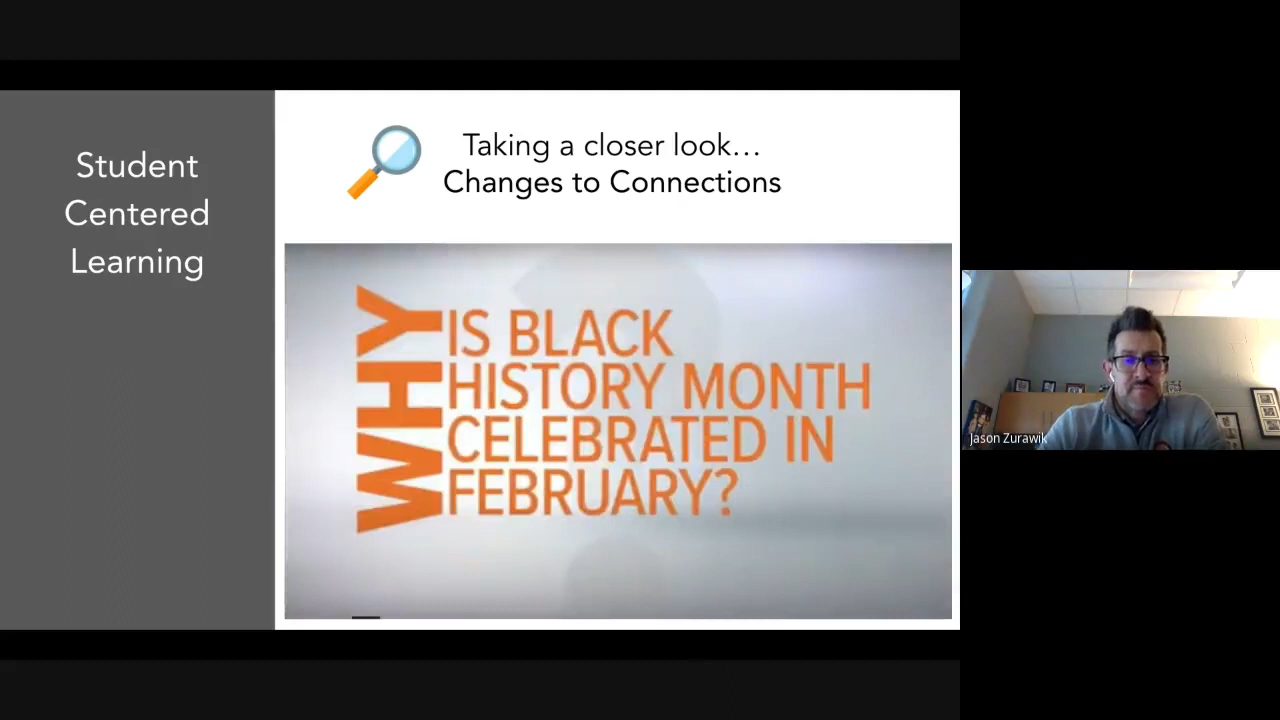 Student
Centered
Learning
Taking a closer look…
Changes to Connections
WHY
IS BLACK
HISTORY MONTH
CELEBRATED IN
FEBRUARY?
Jason Zurawik